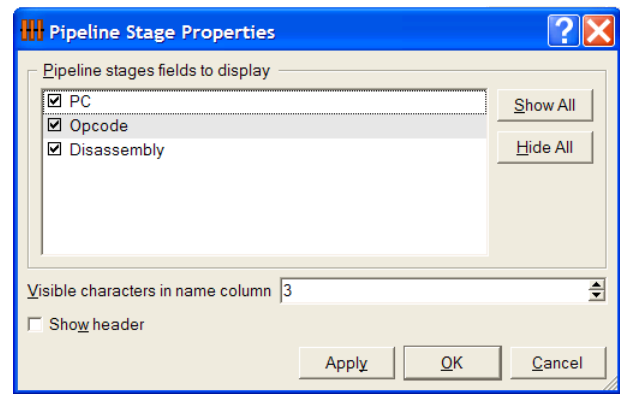 Pipeline Stage Properties
Pipeline stages fields to display
PC
Opcode
Disassembly
Show All
Hide All
Visible characters in name column 3
Show header
Apply OK Cancel